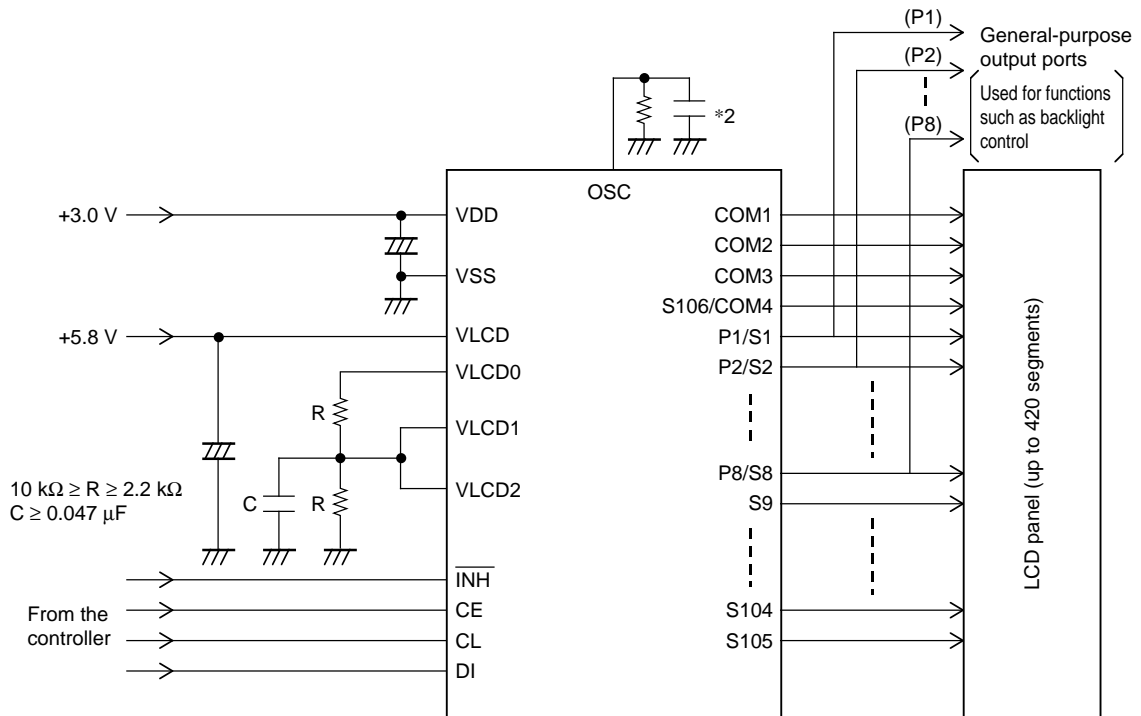 (P1)
General-purpose
output ports
(P2)
Used for functions
such as backlight
control
(P8)
*2
OSC
+3.0 V
VDD
VSS
+5.8 V
VLCD
VLCD0
R
VLCD1
VLCD2
C
R
10 kΩ ≥ R ≥ 2.2 kΩ
C ≥ 0.047 µF
INH
From the
controller
CE
CL
DI
COM1
COM2
COM3
S106/COM4
P1/S1
P2/S2
P8/S8
S9
S104
S105
LCD panel (up to 420 segments)